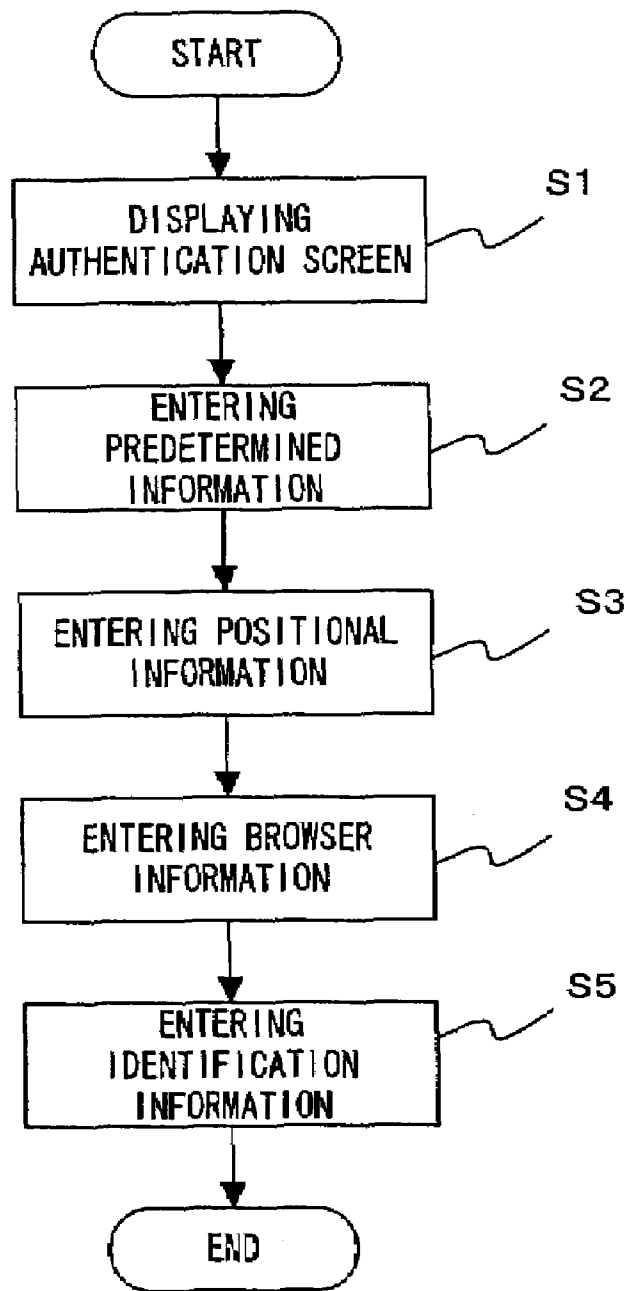 START
S1
DISPLAYING
AUTHENTICATION SCREEN
S2
ENTERING
PREDETERMINED
INFORMATION
S3
ENTERING POSITIONAL
INFORMATION
S4
ENTERING BROWSER
INFORMATION
S5
ENTERING
IDENTIFICATION
INFORMATION
END